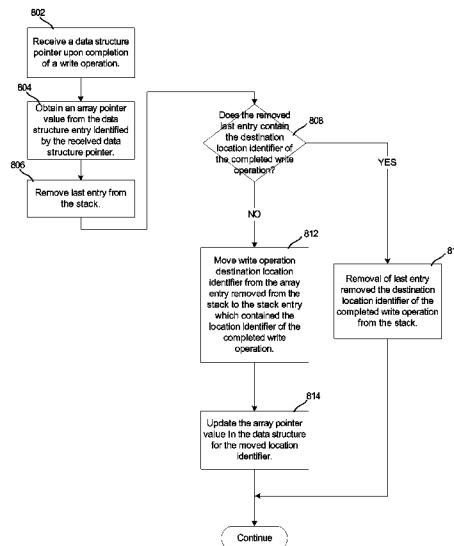 802
Receive a data structure
pointer upon completion
of a write operation.
804
Obtain an array pointer
value from the data
structure entry identified
by the received data
structure pointer.
806
Remove last entry from
the stack.
Does the removed
last entry contain
the destination
location identifier of
the completed write
operation?
808
YES
NO
812
Move write operation
destination location
identifier from the array
entry removed from the
stack to the stack entry
which contained the
location identifier of the
completed write
operation.
Removal of last entry
removed the destination
location identifier of the
completed write operation
from the stack.
814
Update the array pointer
value in the data structure
for the moved location
identifier.
Continue